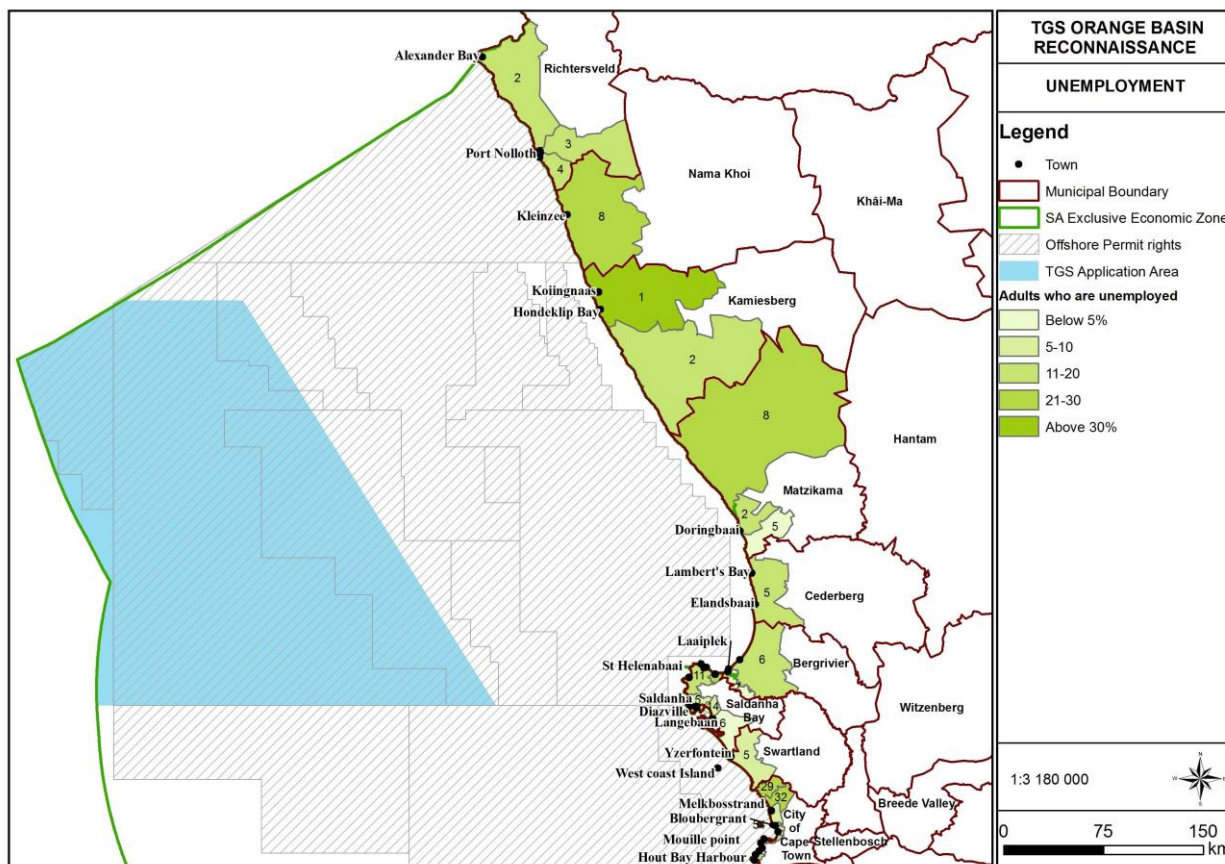 TGS ORANGE BASIN
RECONNAISSANCE
UNEMPLOYMENT
Legend
Town
Municipal Boundary
SA Exclusive Economic Zone
Offshore Permit rights
TGS Application Area
Adults who are unemployed
Below 5%
5-10
11-20
21-30
Above 30%
1:3 180 000
N
0 75 150
km
Alexander Bay
Richtersveld
2
3
Port Nolloth
4
Nama Khoi
Khâi-Ma
Kleinzee
8
Koiingnaas
1
Kamiesberg
Hondeklip Bay
2
8
Hantam
Matzikama
2
5
Doringbaai
Lambert's Bay
5
Cederberg
Elandsbaai
Laaiplek
6
Bergrivier
St Helenabaai
11
Witzenberg
Saldanha
5
14
Saldanha
Bay
Diazville
Langebaan
6
Swartland
Yzerfontein
5
West coast Island
29
32
Melkbosstrand
Breede Valley
Bloubergrant
City
of
Cape
Town
5
Mouille point
Stellenbosch
Hout Bay Harbour